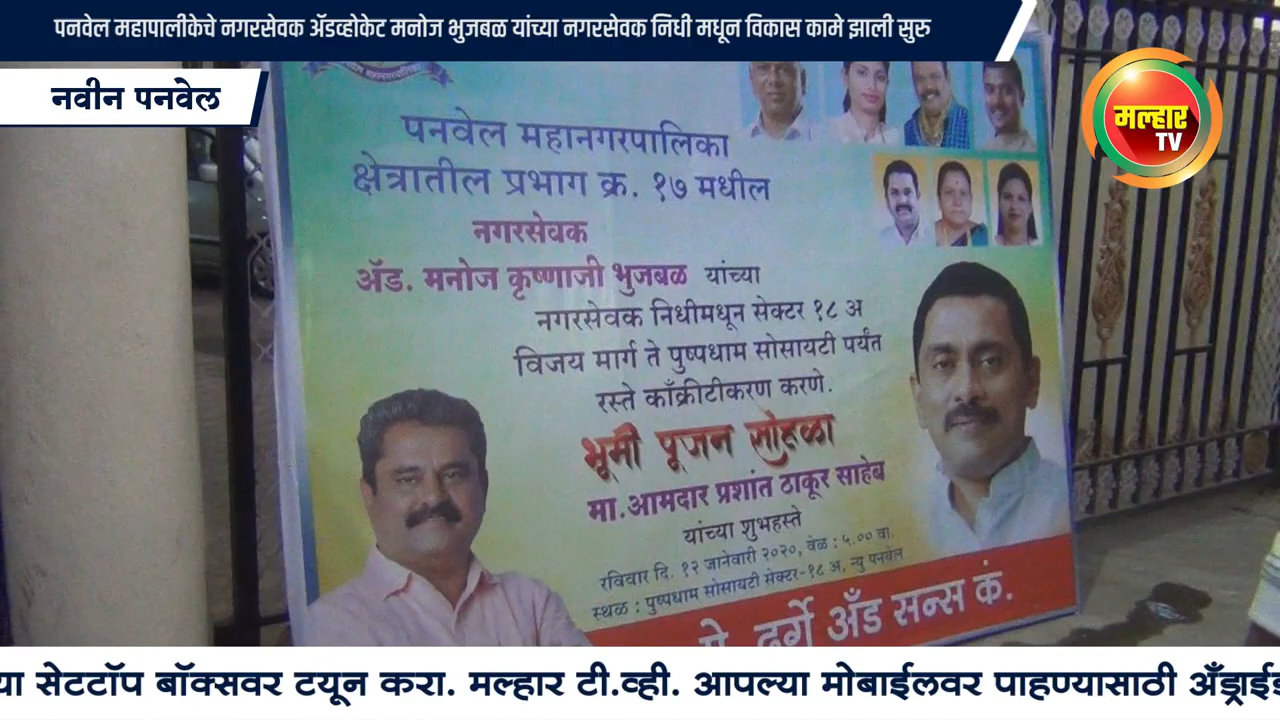 पनवेल महापालीकेचे नगरसेवक ॲडव्होकेट मनोज भुजबळ यांच्या नगरसेवक निधी मधून विकास कामे झाली सुरु
नवीन पनवेल
मल्हार
TV
महानगरपालिका
पनवेल महानगरपालिका
क्षेत्रातील प्रभाग क्र. १७ मधील
नगरसेवक
ॲड. मनोज कृष्णाजी भुजबळ यांच्या
नगरसेवक निधीमधून सेक्टर १८ अ
विजय मार्ग ते पुष्पधाम सोसायटी पर्यंत
रस्ते काँक्रीटीकरण करणे.
भूमी पूजन सोहळा
मा.आमदार प्रशांत ठाकूर साहेब
यांच्या शुभहस्ते
रविवार दि. १२ जानेवारी २०२०, वेळ : ५.०० वा.
स्थळ : पुष्पधाम सोसायटी सेक्टर-१८ अ, न्यु पनवेल
मे. दुर्गे अँड सन्स कं.
या सेटटॉप बॉक्सवर टयून करा. मल्हार टी.व्ही. आपल्या मोबाईलवर पाहण्यासाठी अँड्राईड